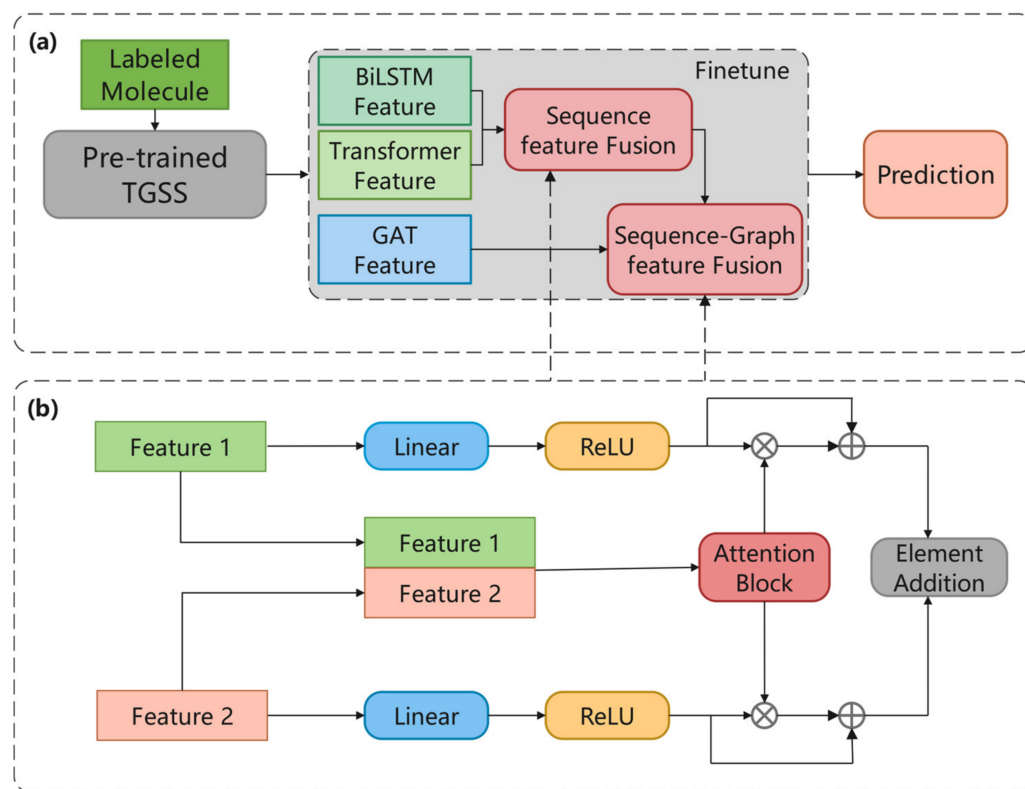 (a)
Labeled
Molecule
Pre-trained
TGSS
BiLSTM
Feature
Transformer
Feature
GAT
Feature
Finetune
Sequence
feature Fusion
Sequence-Graph
feature Fusion
Prediction
(b)
Feature 1
Linear
ReLU
Feature 1
Feature 2
Attention
Block
Element
Addition
Feature 2
Linear
ReLU